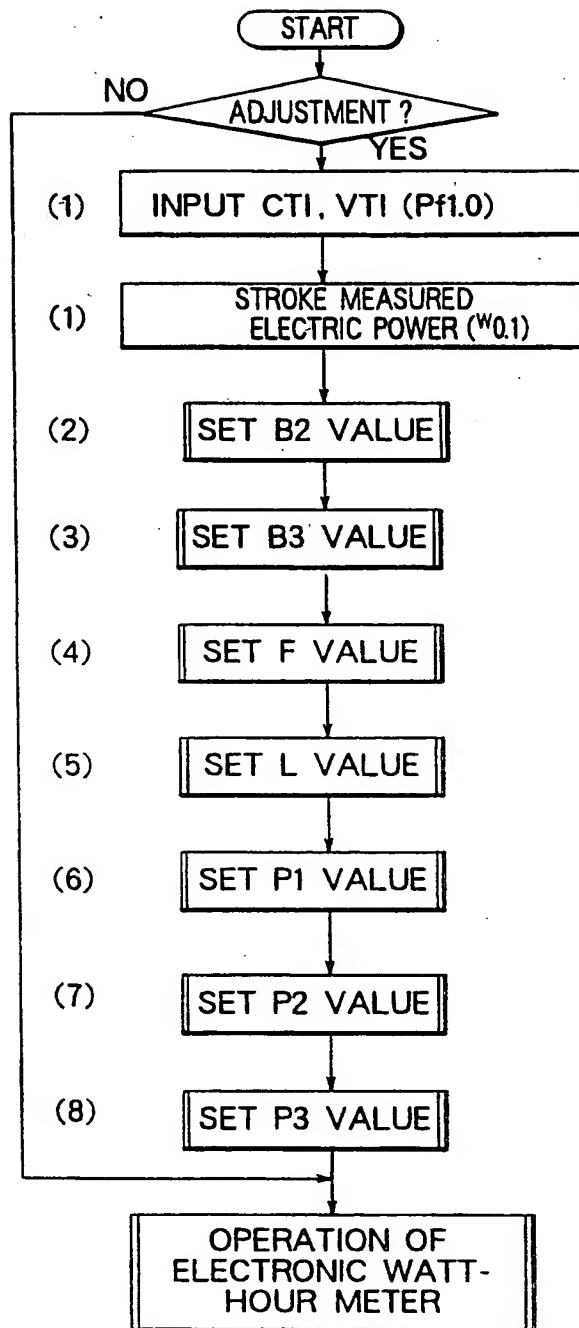 START
NO
ADJUSTMENT ?
YES
(1) INPUT CTI, VTI (Pf1.0)
(1) STROKE MEASURED
ELECTRIC POWER (W0.1)
(2) SET B2 VALUE
(3) SET B3 VALUE
(4) SET F VALUE
(5) SET L VALUE
(6) SET P1 VALUE
(7) SET P2 VALUE
(8) SET P3 VALUE
OPERATION OF
ELECTRONIC WATT-
HOUR METER